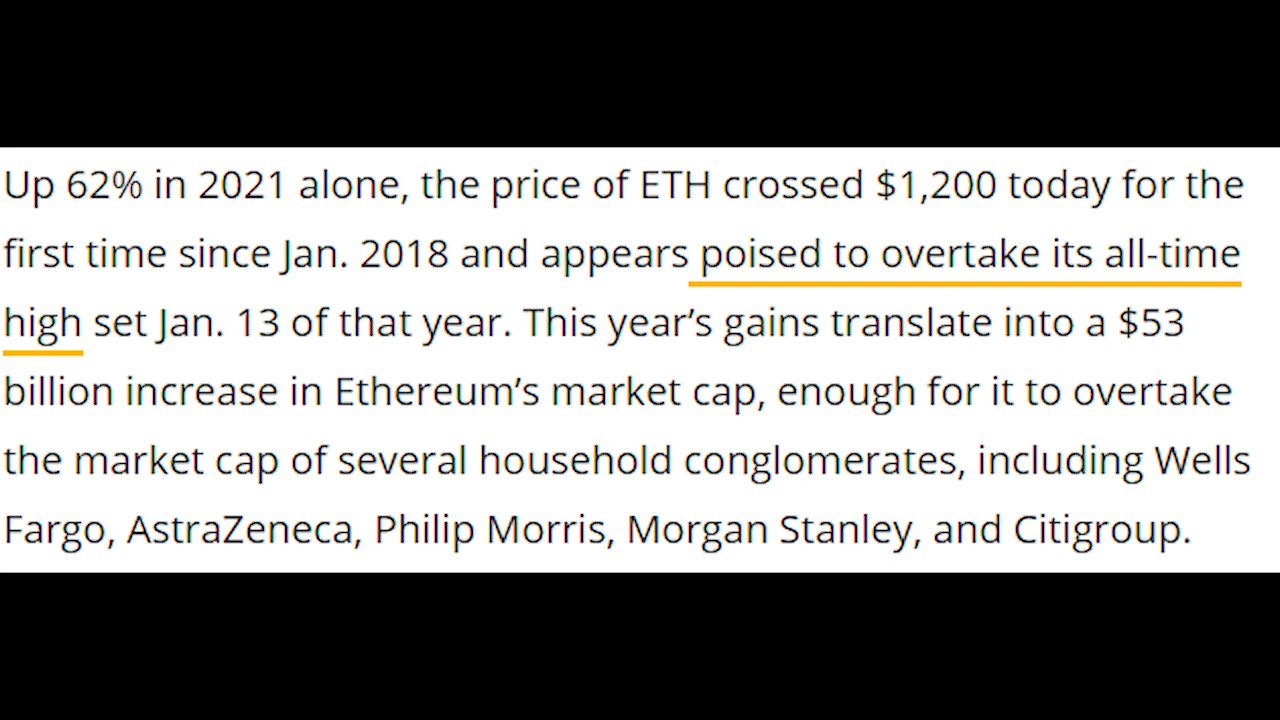 Up 62% in 2021 alone, the price of ETH crossed $1,200 today for the
first time since Jan. 2018 and appears poised to overtake its all-time
high set Jan. 13 of that year. This year’s gains translate into a $53
billion increase in Ethereum’s market cap, enough for it to overtake
the market cap of several household conglomerates, including Wells
Fargo, AstraZeneca, Philip Morris, Morgan Stanley, and Citigroup.